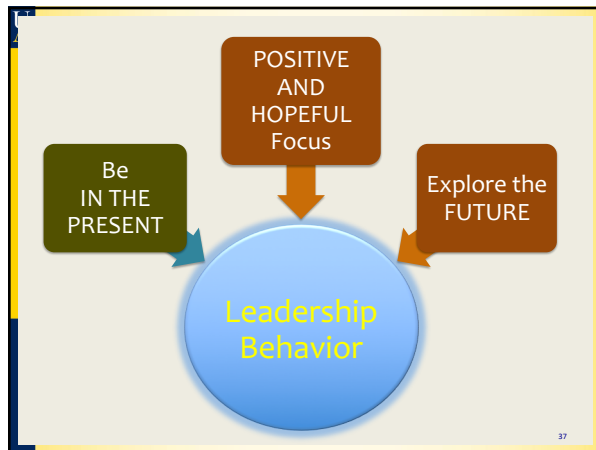 POSITIVE
AND
HOPEFUL
Focus
Be
IN THE
PRESENT
Explore the
FUTURE
Leadership
Behavior
37